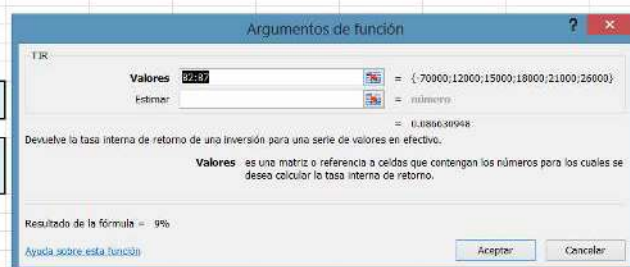 Argumentos de función
? ×
TIR
Valores B2:B7 = {-70000;12000;15000;18000;21000;26000}
Estimar = número
= 0.086630948
Devuelve la tasa interna de retorno de una inversión para una serie de valores en efectivo.
Valores es una matriz o referencia a celdas que contengan los números para los cuales se
desea calcular la tasa interna de retorno.
Resultado de la fórmula = 9%
Ayuda sobre esta función
Aceptar Cancelar